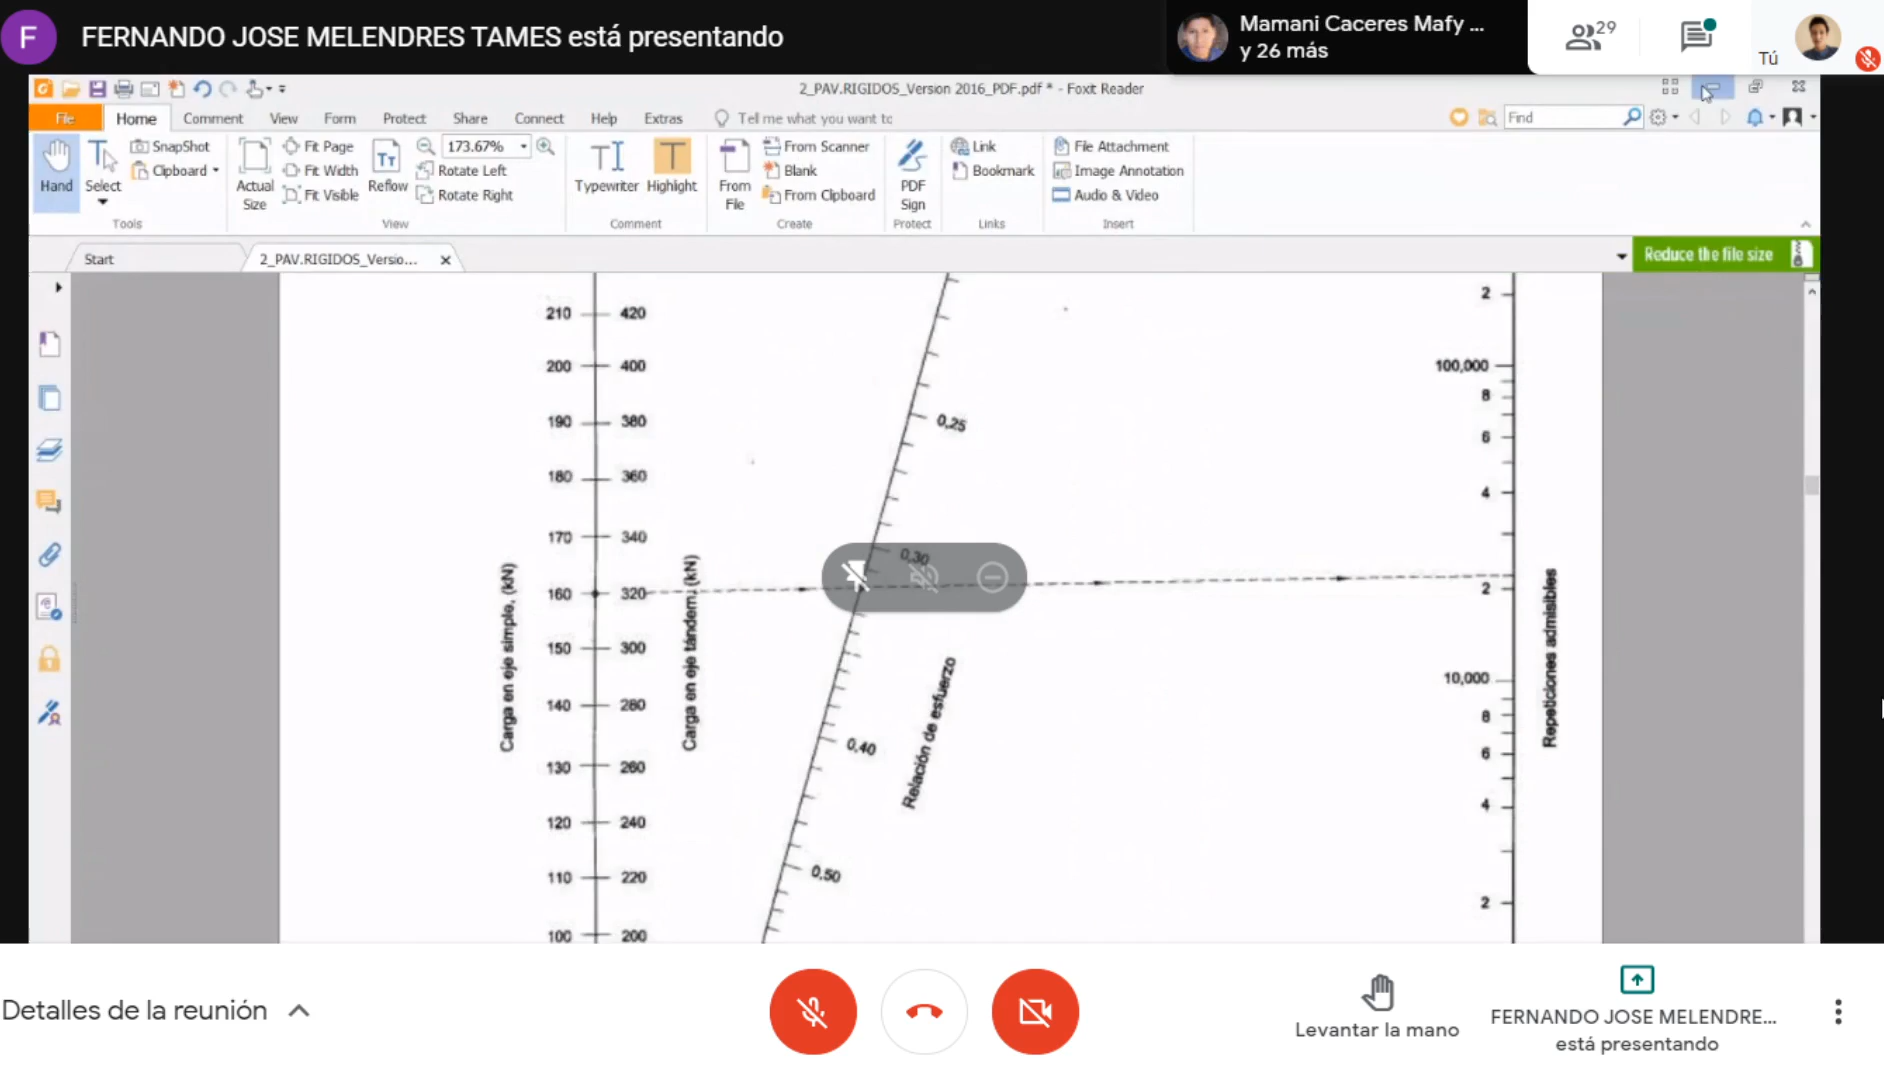 F FERNANDO JOSE MELENDRES TAMES está presentando
Mamani Caceres Mafy ...
y 26 más
29
Tú
2_PAV.RIGIDOS_Version 2016_PDF.pdf * - Foxit Reader
File Home Comment View Form Protect Share Connect Help Extras Tell me what you want to Find
Hand
Select
SnapShot
Clipboard
Tools
Actual Size
Fit Page
Fit Width
Fit Visible
Reflow
173.67%
Rotate Left
Rotate Right
View
Typewriter
Highlight
Comment
From File
From Scanner
Blank
From Clipboard
Create
PDF Sign
Protect
Link
Bookmark
Links
File Attachment
Image Annotation
Audio & Video
Insert
Start
2_PAV.RIGIDOS_Versio...
Reduce the file size
210 420
200 400
190 380
180 360
170 340
160 320
150 300
140 280
130 260
120 240
110 220
100 200
Carga en eje simple, (kN)
Carga en eje tándem, (kN)
0,25
0,30
0,40
0,50
Relación de esfuerzo
2
100,000
8
6
4
2
10,000
8
6
4
2
Repeticiones admisibles
Detalles de la reunión
Levantar la mano
FERNANDO JOSE MELENDRE...
está presentando